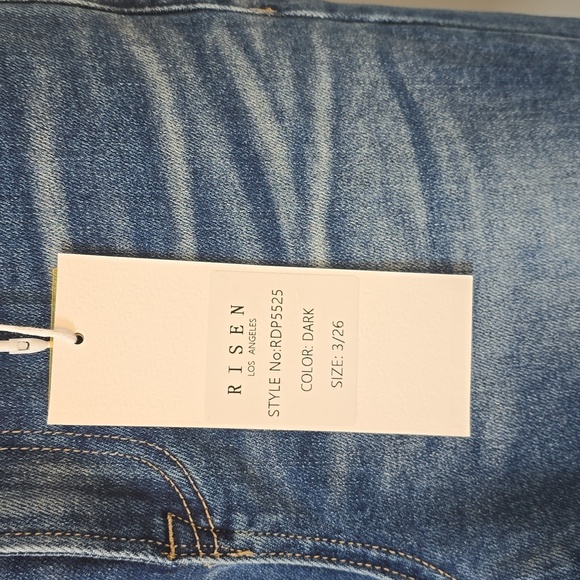 RISEN
LOS ANGELES
STYLE No:RDP5525
COLOR: DARK
SIZE: 3/26